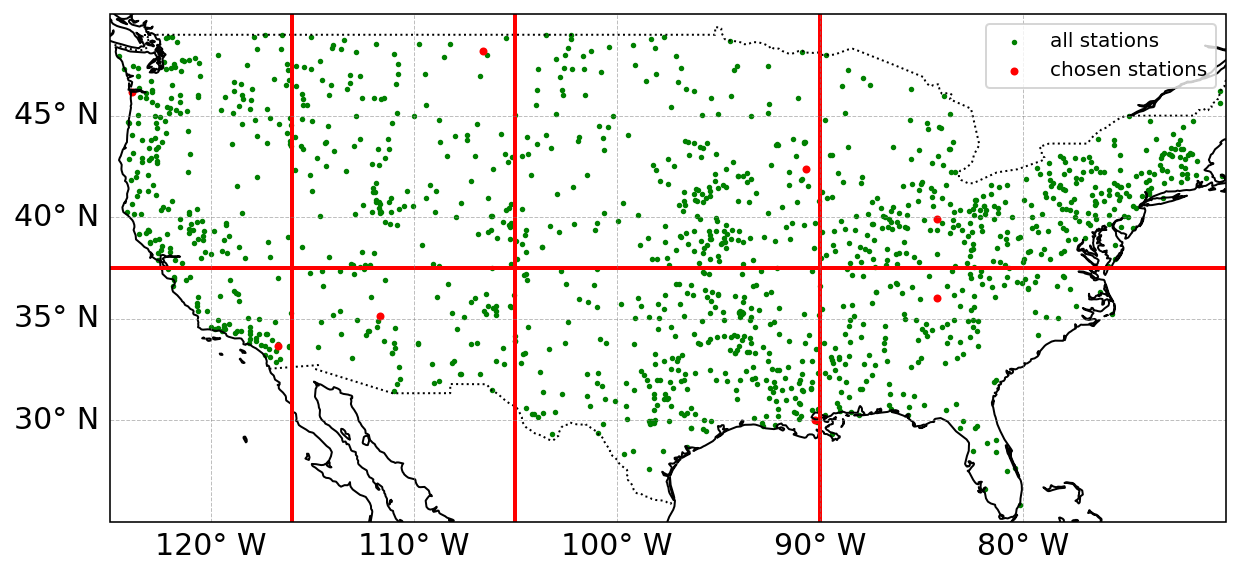 all stations
chosen stations
45° N
40° N
35° N
30° N
120° W 110° W 100° W 90° W 80° W